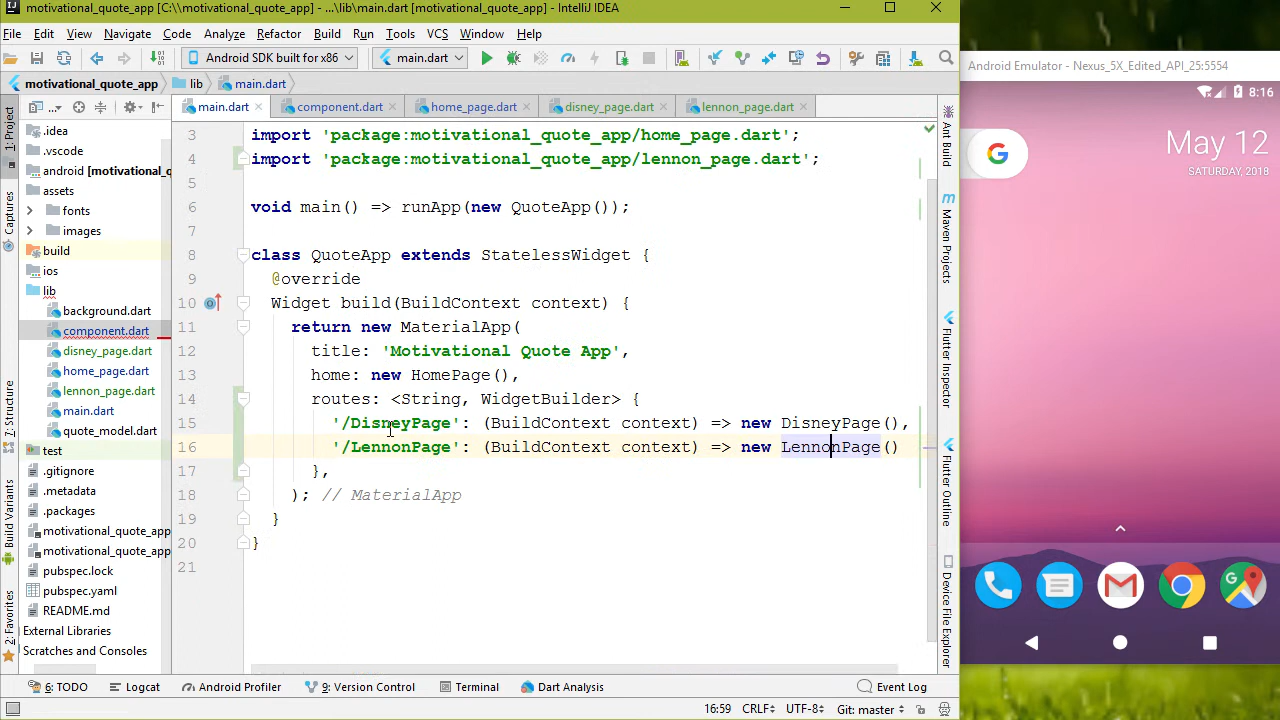 motivational_quote_app [C:\\motivational_quote_app] - ...\lib\main.dart [motivational_quote_app] - IntelliJ IDEA
File Edit View Navigate Code Analyze Refactor Build Run Tools VCS Window Help
Android SDK built for x86 main.dart
motivational_quote_app lib main.dart
main.dart component.dart home_page.dart disney_page.dart lennon_page.dart
1: Project
Captures
7: Structure
Build Variants
2: Favorites
.idea
.vscode
android [motivational_q
assets
fonts
images
build
ios
lib
background.dart
component.dart
disney_page.dart
home_page.dart
lennon_page.dart
main.dart
quote_model.dart
test
.gitignore
.metadata
.packages
motivational_quote_app
motivational_quote_app
pubspec.lock
pubspec.yaml
README.md
External Libraries
Scratches and Consoles
3 import 'package:motivational_quote_app/home_page.dart';
4 import 'package:motivational_quote_app/lennon_page.dart';
5
6 void main() => runApp(new QuoteApp());
7
8 class QuoteApp extends StatelessWidget {
9 @override
10 Widget build(BuildContext context) {
11 return new MaterialApp(
12 title: 'Motivational Quote App',
13 home: new HomePage(),
14 routes: <String, WidgetBuilder> {
15 '/DisneyPage': (BuildContext context) => new DisneyPage(),
16 '/LennonPage': (BuildContext context) => new LennonPage()
17 },
18 ); // MaterialApp
19 }
20 }
21
Ant Build
Maven Projects
Flutter Inspector
Flutter Outline
Device File Explorer
6: TODO Logcat Android Profiler 9: Version Control Terminal Dart Analysis Event Log
16:59 CRLF UTF-8 Git: master
Android Emulator - Nexus_5X_Edited_API_25:5554
8:16
G
May 12
SATURDAY, 2018